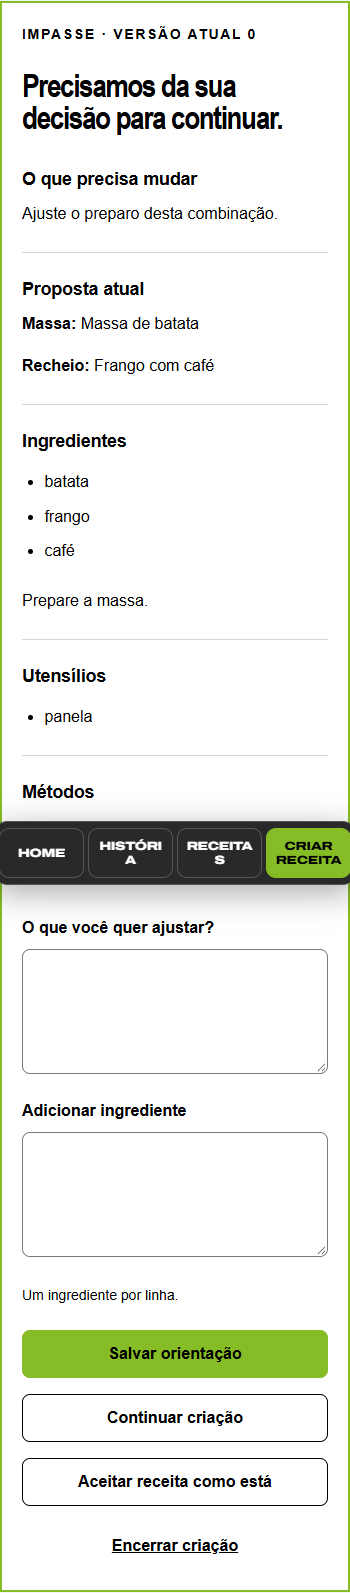 IMPASSE · VERSÃO ATUAL 0
Precisamos da sua
decisão para continuar.
O que precisa mudar
Ajuste o preparo desta combinação.
Proposta atual
Massa: Massa de batata
Recheio: Frango com café
Ingredientes
• batata
• frango
• café
Prepare a massa.
Utensílios
• panela
Métodos
HOME
HISTÓRI
A
RECEITA
S
CRIAR
RECEITA
O que você quer ajustar?
Adicionar ingrediente
Um ingrediente por linha.
Salvar orientação
Continuar criação
Aceitar receita como está
Encerrar criação